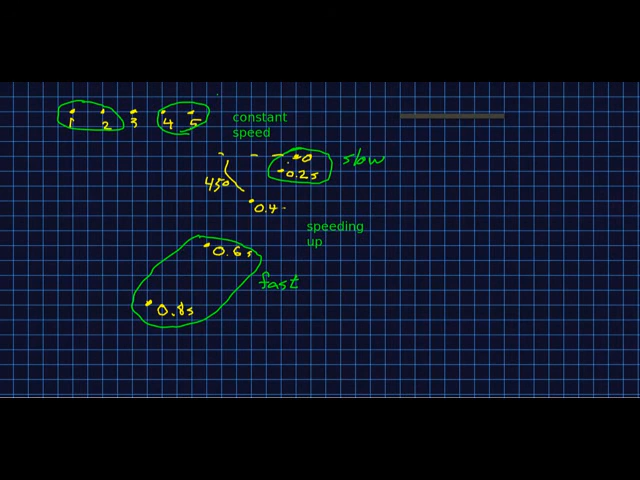 1 2 3 4 5
constant
speed
0
0.2s
slow
45°
0.4
speeding
up
0.6s
fast
0.8s